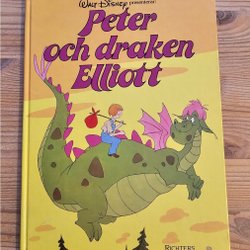 WALT DISNEY presenterar:
Peter
och draken
Elliott
RICHTERS